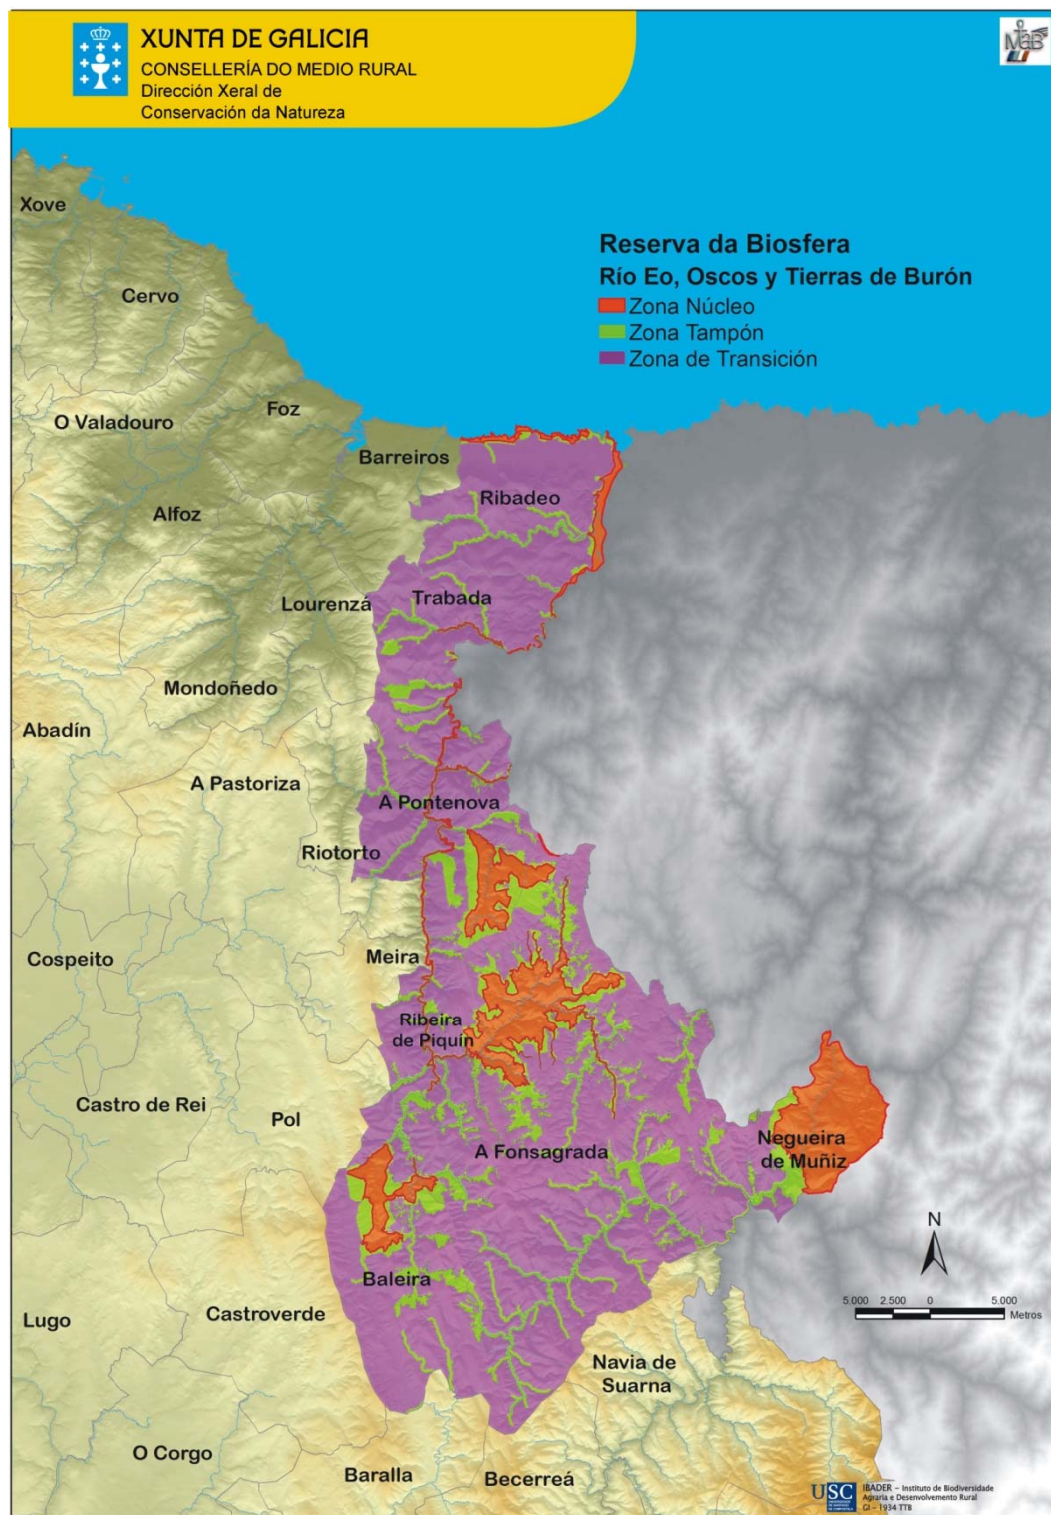 XUNTA DE GALICIA
CONSELLERÍA DO MEDIO RURAL
Dirección Xeral de
Conservación da Natureza
MaB
Xove
Reserva da Biosfera
Río Eo, Oscos y Tierras de Burón
Zona Núcleo
Zona Tampón
Zona de Transición
Cervo
Foz
O Valadouro
Barreiros
Ribadeo
Alfoz
Lourenzá
Trabada
Mondoñedo
Abadín
A Pastoriza
A Pontenova
Riotorto
Meira
Cospeito
Ribeira
de Piquín
Castro de Rei
Pol
A Fonsagrada
Negueira
de Muñiz
N
Baleira
Castroverde
Lugo
5.000 2.500 0 5.000
Metros
Navia de
Suarna
O Corgo
Baralla
Becerreá
USC
IBADER - Instituto de Biodiversidade
Agraria e Desenvolvemento Rural
GI - 1934 TTB